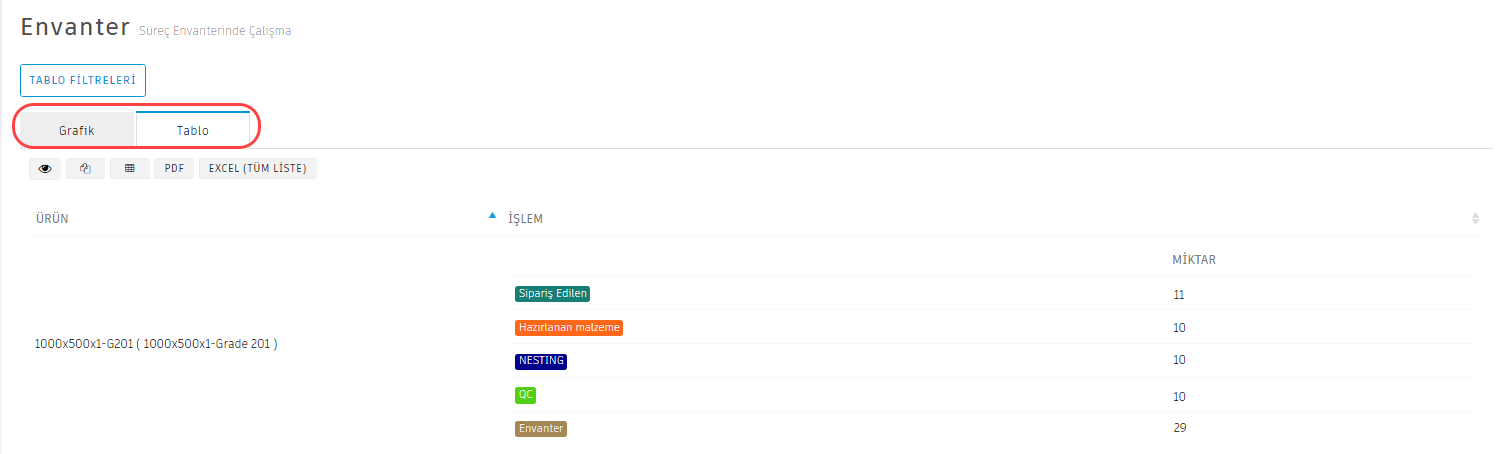 Envanter Süreç Envanterinde Çalışma
TABLO FİLTRELERİ
Grafik Tablo
PDF EXCEL (TÜM LİSTE)
ÜRÜN İŞLEM
MİKTAR
Sipariş Edilen 11
Hazırlanan malzeme 10
1000x500x1-G201 ( 1000x500x1-Grade 201 )
NESTING 10
QC 10
Envanter 29